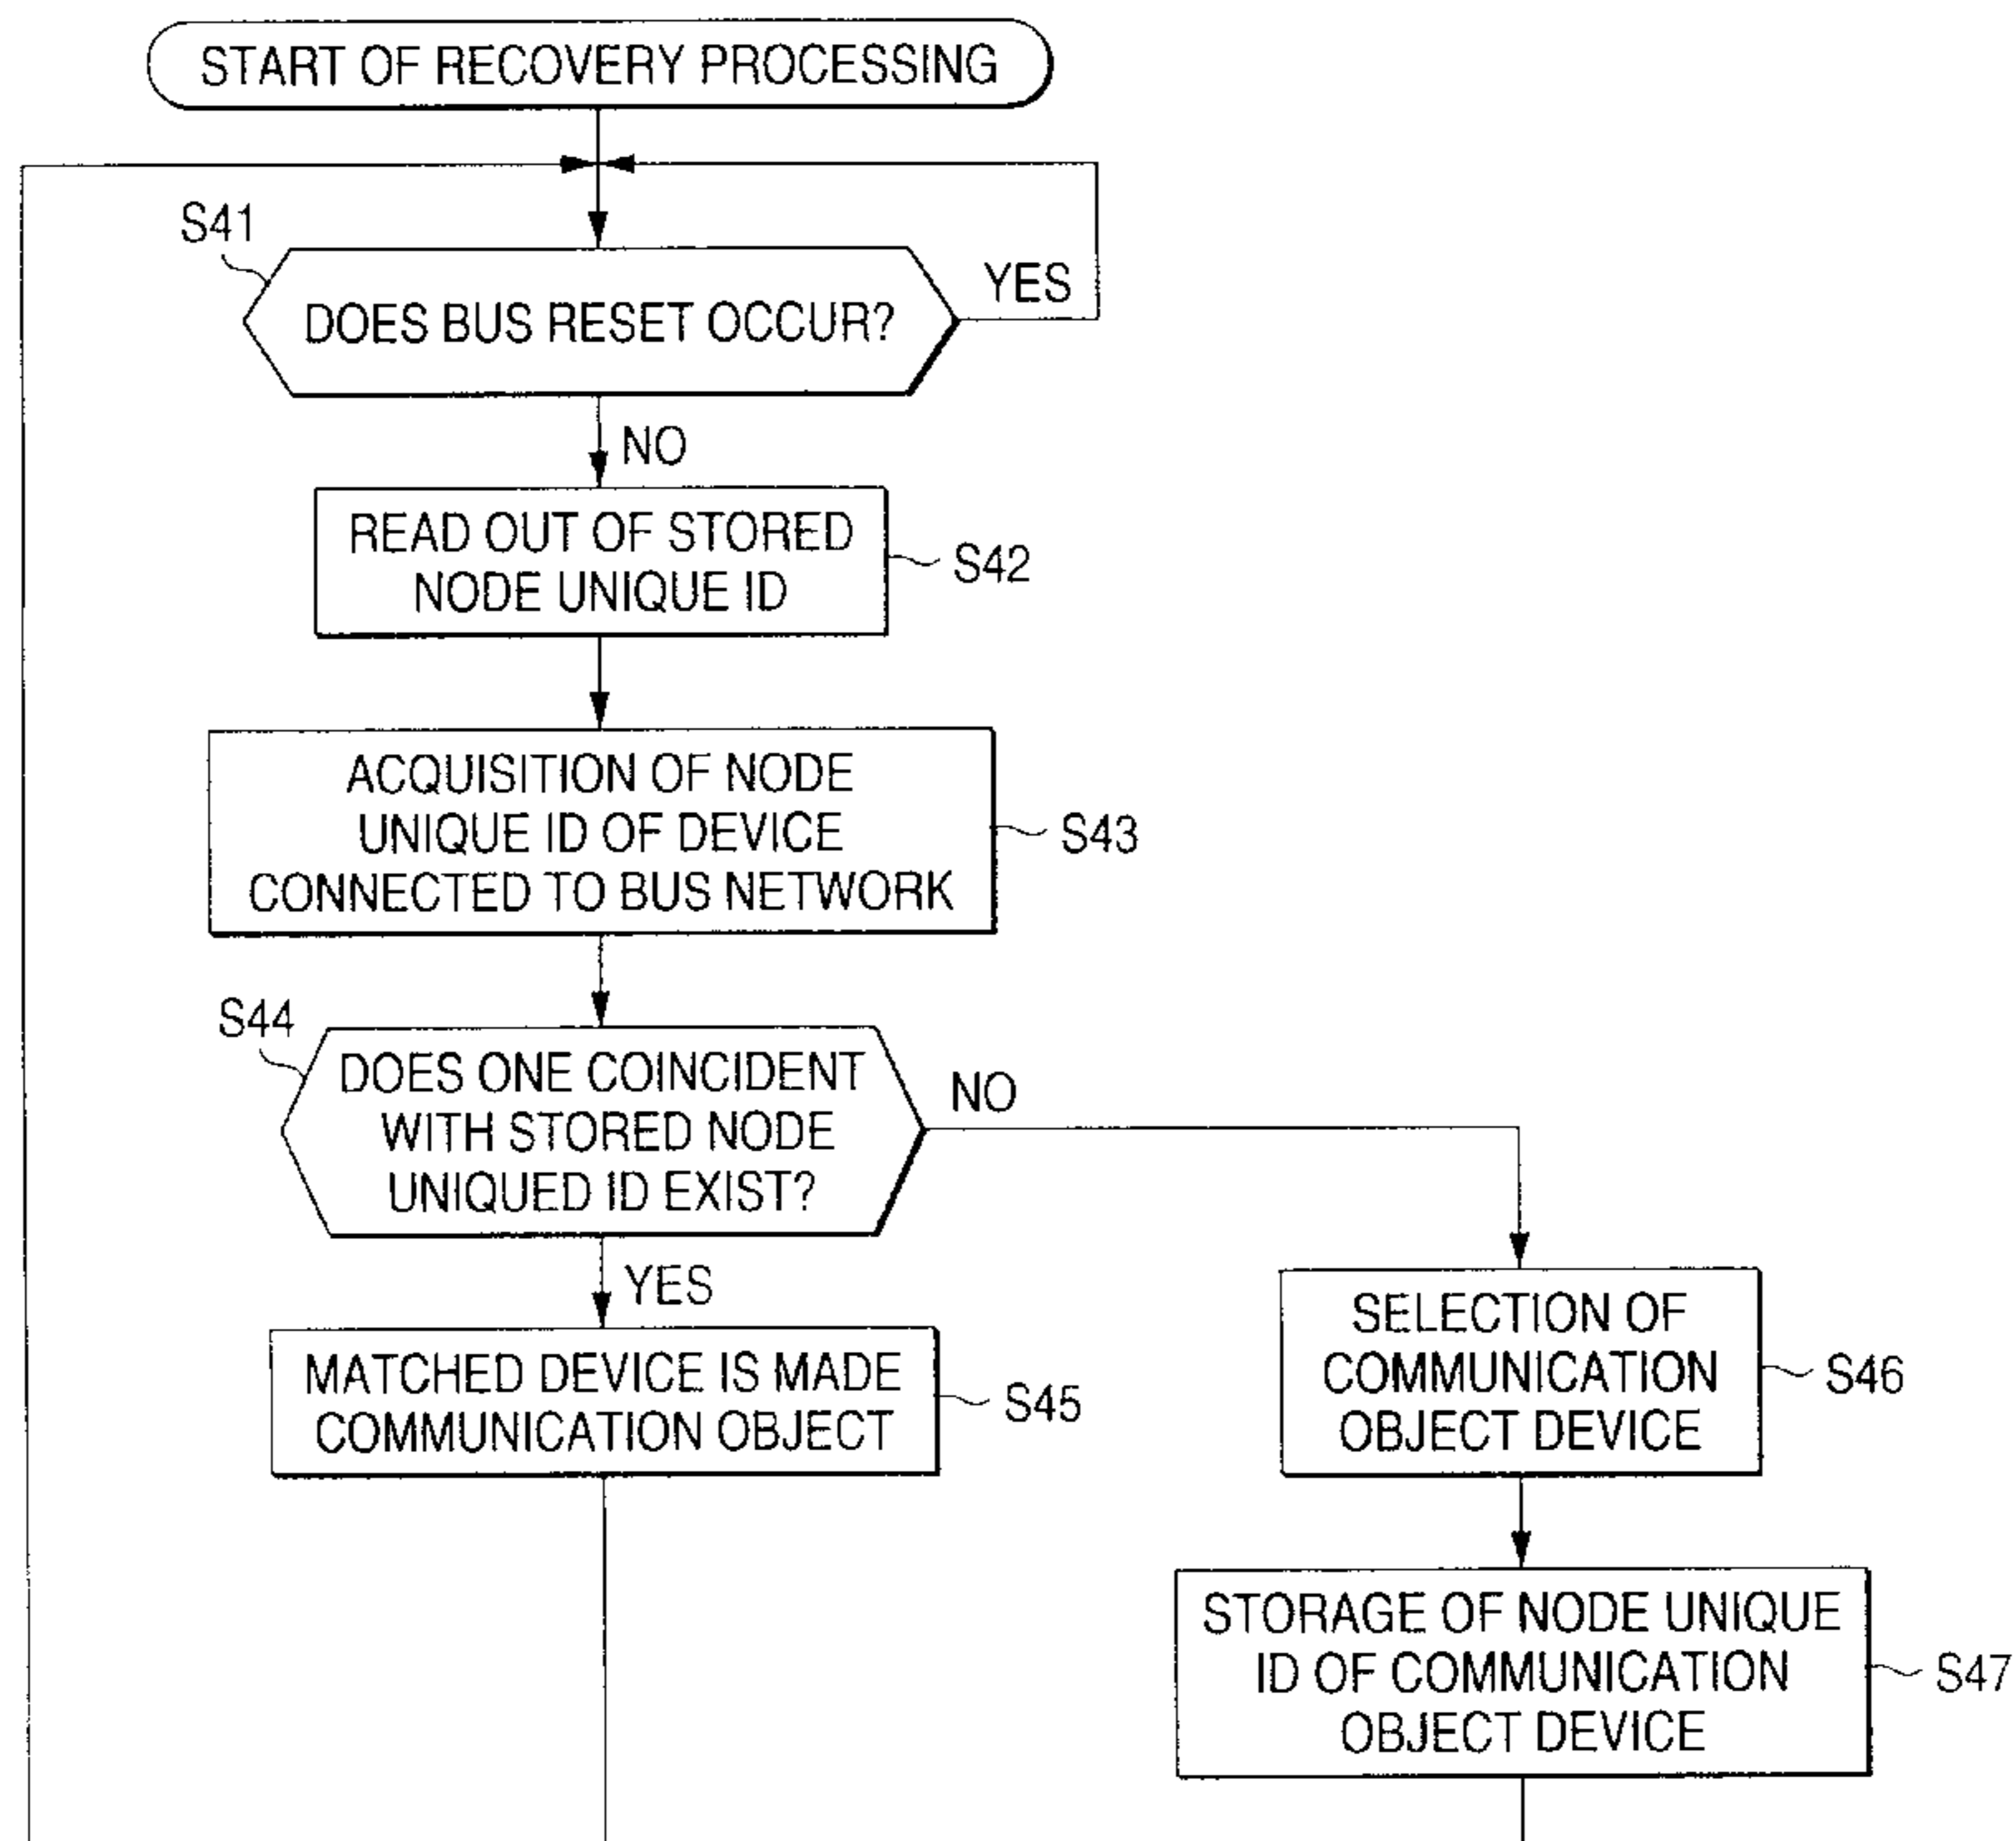 START OF RECOVERY PROCESSING
S41
YES
DOES BUS RESET OCCUR?
NO
READ OUT OF STORED
NODE UNIQUE ID
S42
ACQUISITION OF NODE
UNIQUE ID OF DEVICE
CONNECTED TO BUS NETWORK
S43
S44
DOES ONE COINCIDENT
WITH STORED NODE
UNIQUED ID EXIST?
NO
YES
MATCHED DEVICE IS MADE
COMMUNICATION OBJECT
S45
SELECTION OF
COMMUNICATION
OBJECT DEVICE
S46
STORAGE OF NODE UNIQUE
ID OF COMMUNICATION
OBJECT DEVICE
S47